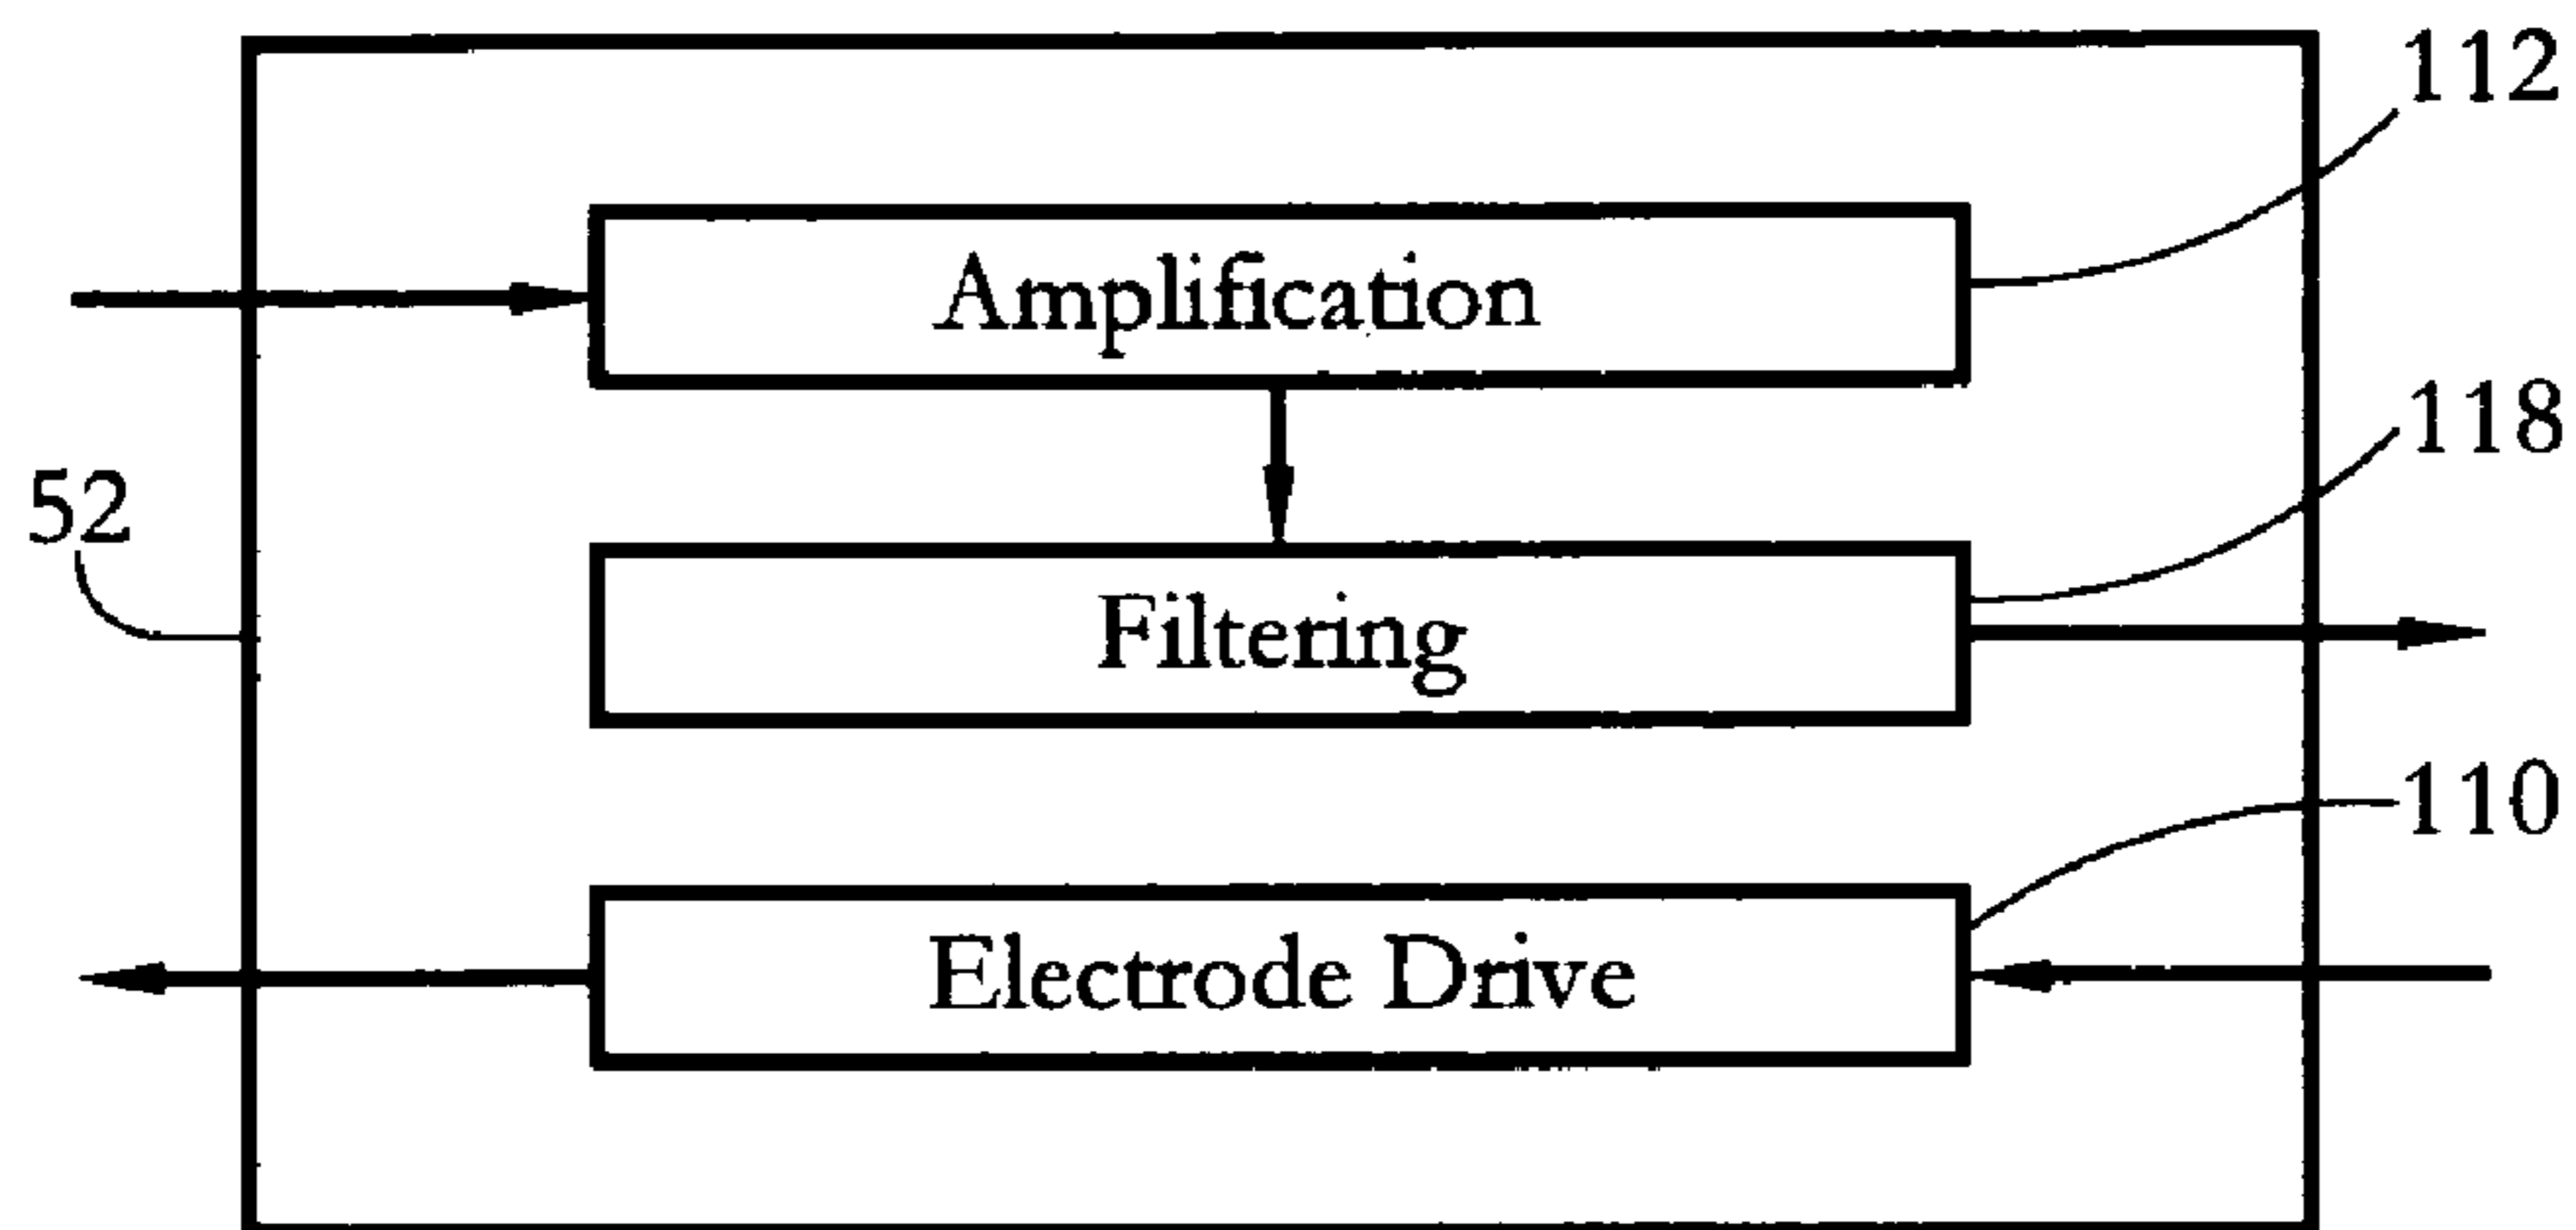 112
Amplification
118
52
Filtering
110
Electrode Drive